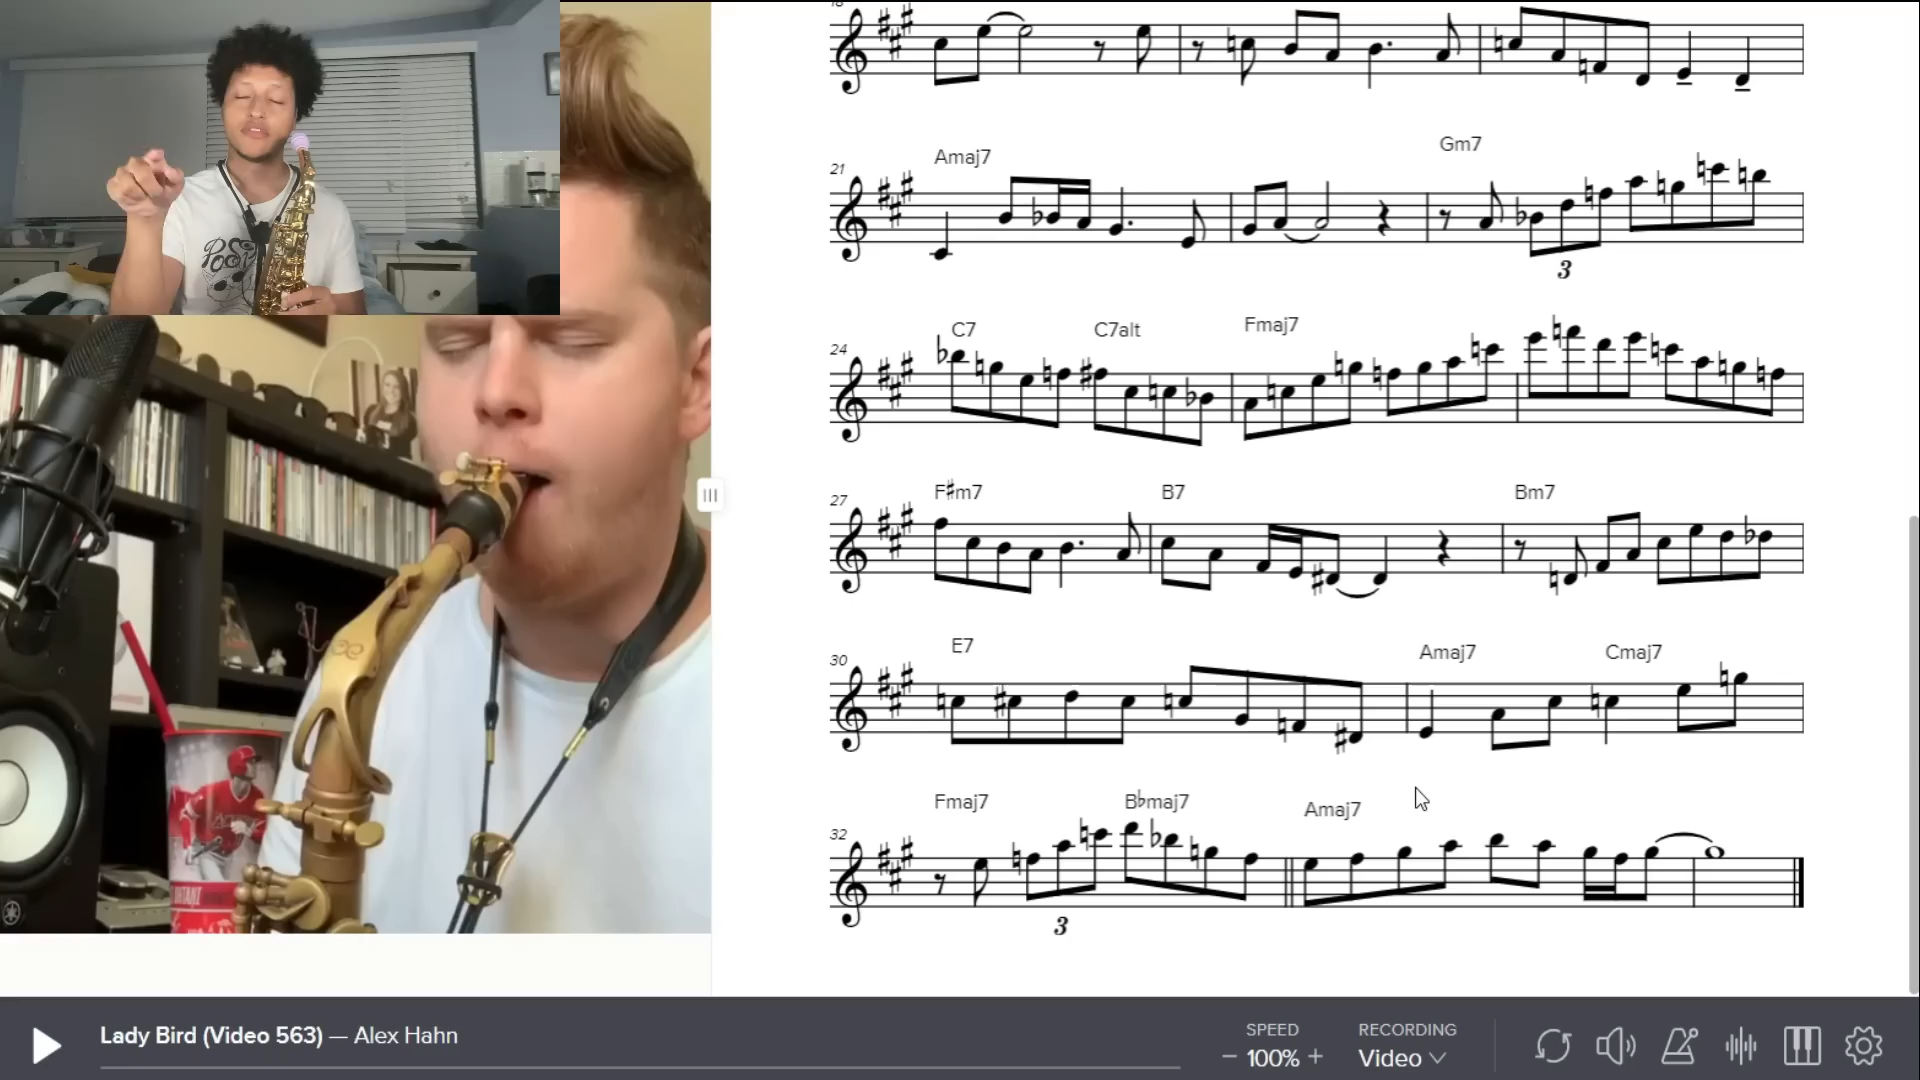 18
Amaj7 Gm7
21
3
C7 C7alt Fmaj7
24
F#m7 B7 Bm7
27
E7 Amaj7 Cmaj7
30
Fmaj7 B♭maj7 Amaj7
32
3
Lady Bird (Video 563) — Alex Hahn
SPEED
− 100% +
RECORDING
Video